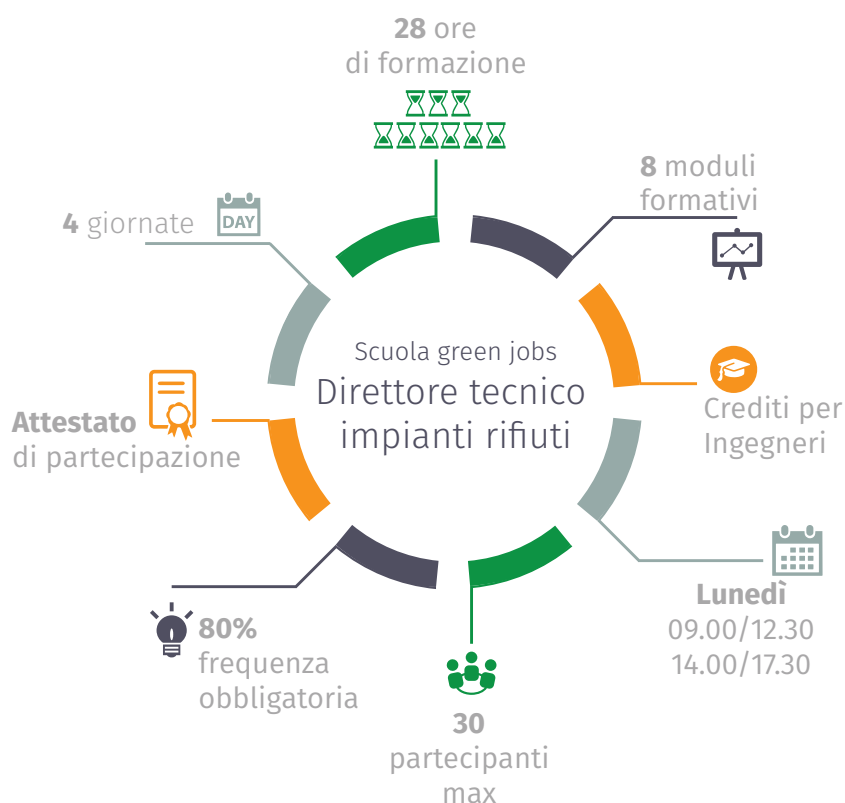 28 ore
di formazione
8 moduli
formativi
4 giornate
DAY
Scuola green jobs
Direttore tecnico
impianti rifiuti
Crediti per
Ingegneri
Attestato
di partecipazione
Lunedì
09.00/12.30
14.00/17.30
80%
frequenza
obbligatoria
30
partecipanti
max